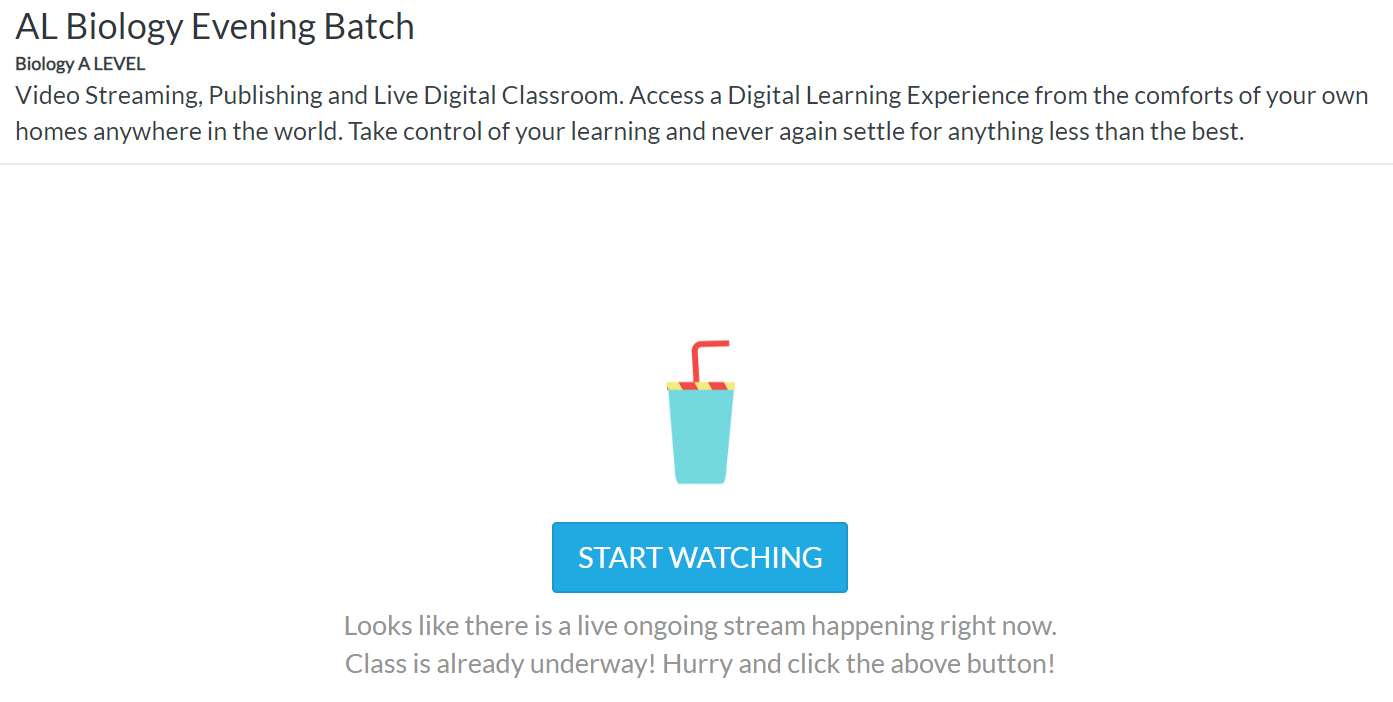 AL Biology Evening Batch
Biology A LEVEL
Video Streaming, Publishing and Live Digital Classroom. Access a Digital Learning Experience from the comforts of your own
homes anywhere in the world. Take control of your learning and never again settle for anything less than the best.
START WATCHING
Looks like there is a live ongoing stream happening right now.
Class is already underway! Hurry and click the above button!